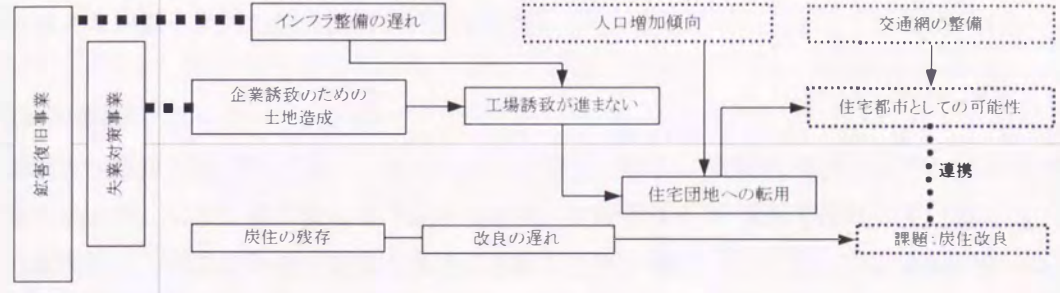 鉱害復旧事業
失業対策事業
インフラ整備の遅れ
人口増加傾向
交通網の整備
企業誘致のための
土地造成
工場誘致が進まない
住宅都市としての可能性
連携
住宅団地への転用
炭住の残存
改良の遅れ
課題:炭住改良